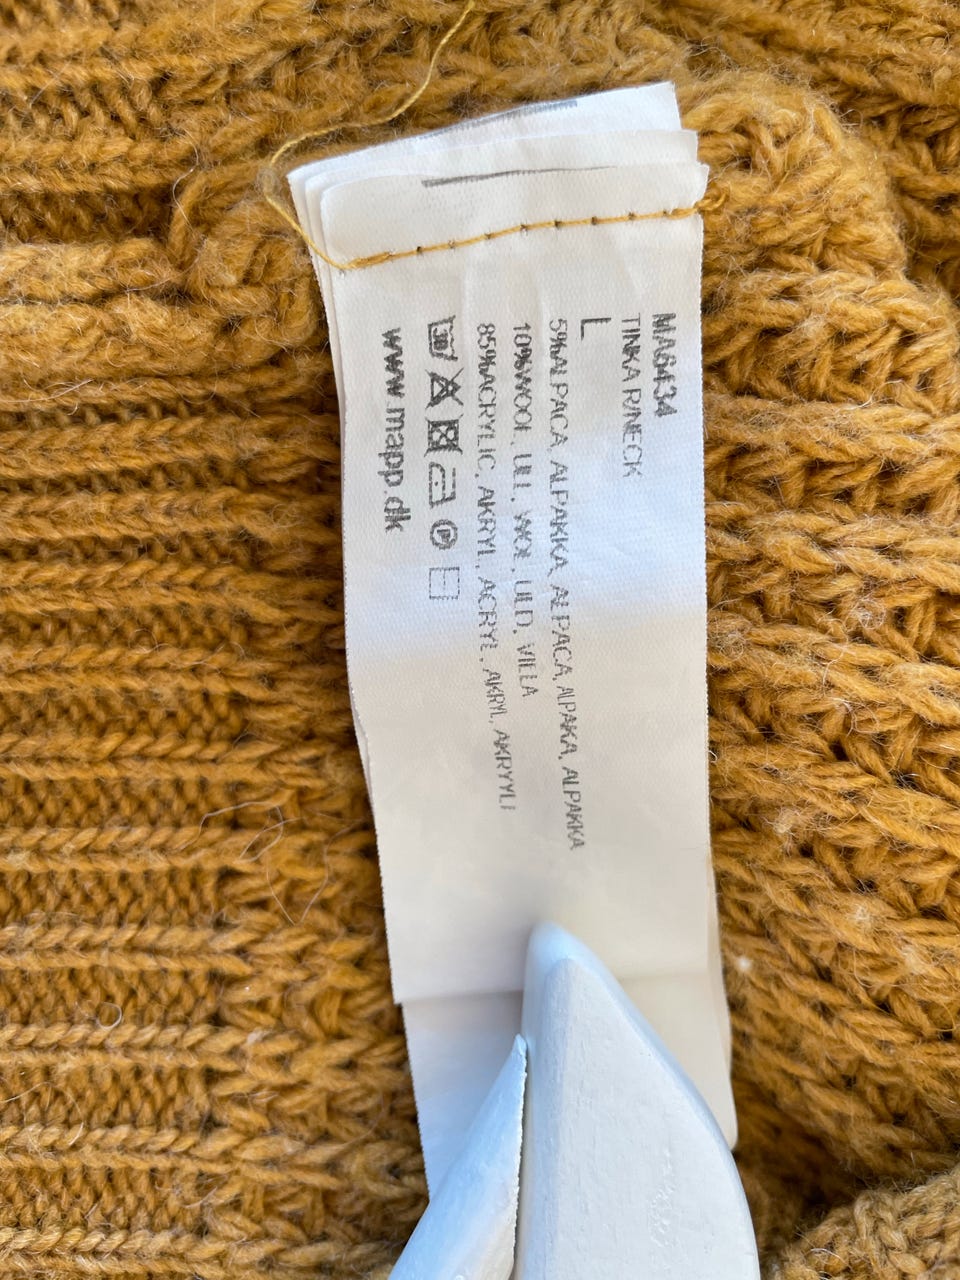 MA6434
TINKA R/NECK
L
5%ALPACA, ALPAKKA, ALPACA, ALPAKA, ALPAKKA
10%WOOL, ULL, WOL, ULD, VILLA
85%ACRYLIC, AKRYL, ACRYL, AKRYL, AKRYYLI
30
P
www.mapp.dk